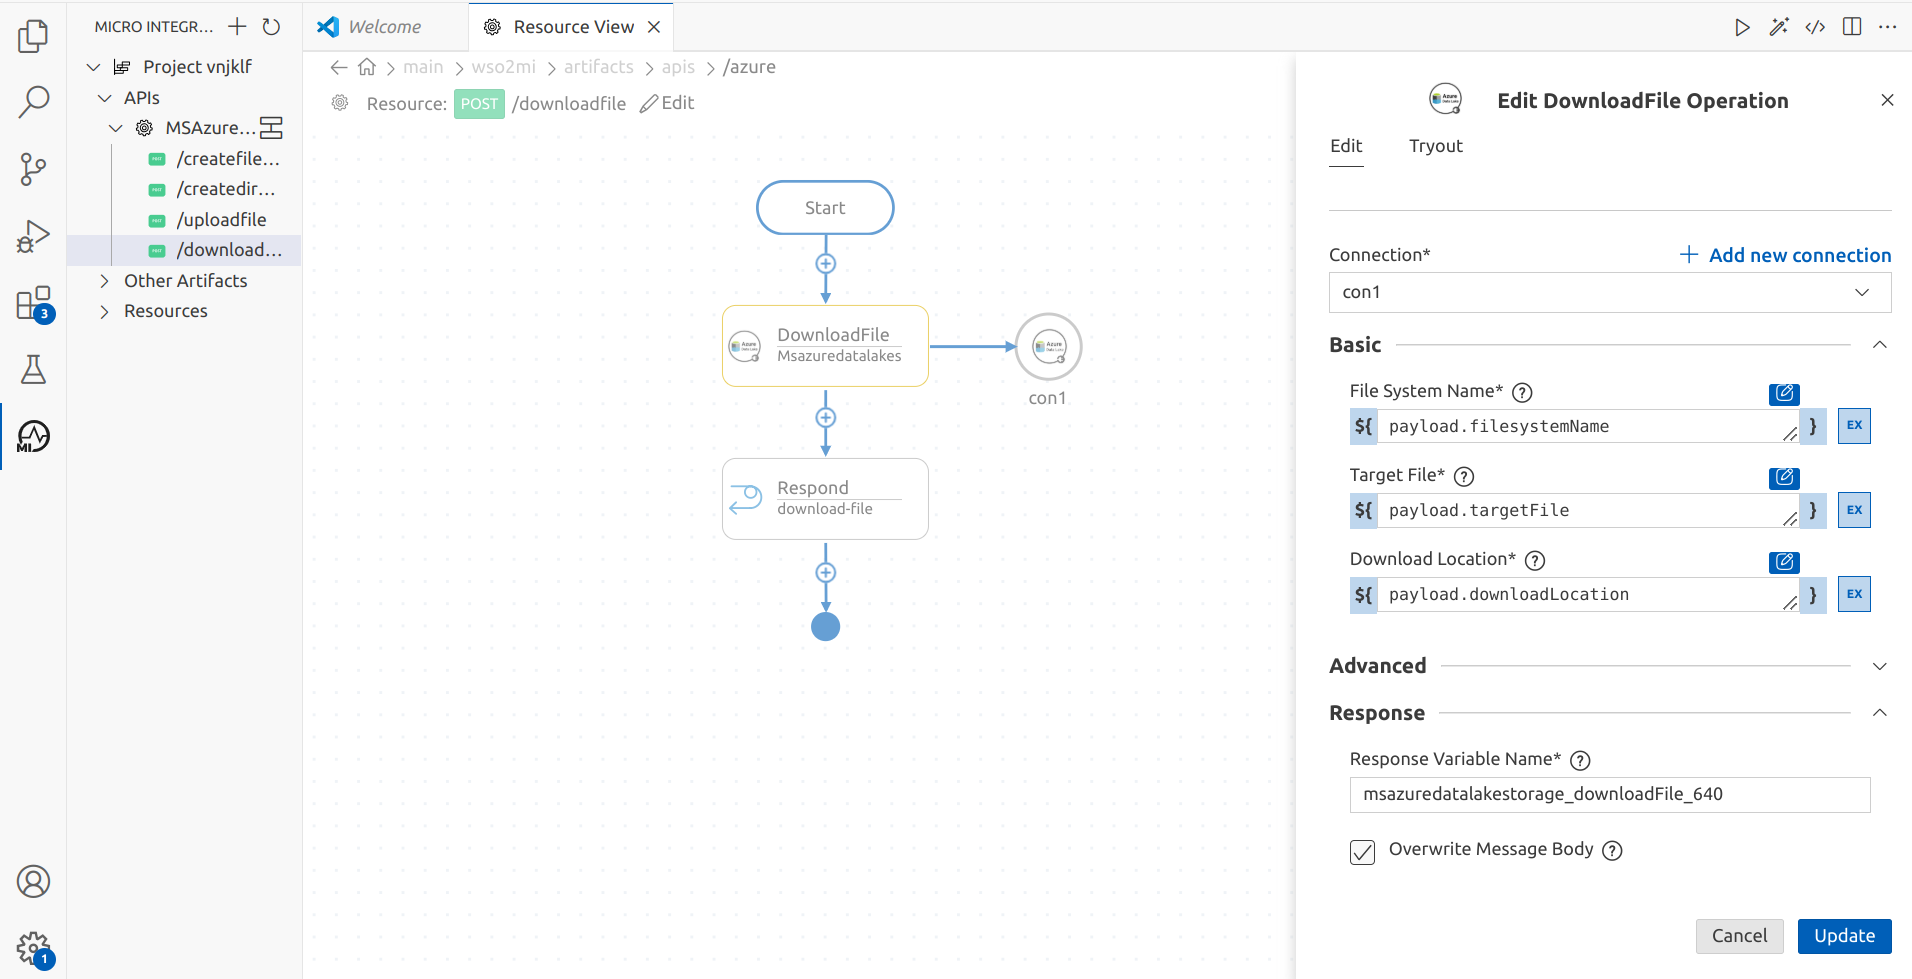 MICRO INTEGR...
Welcome
Resource View
Project vnjklf
APIs
MSAzure...
/createfile...
/createdir...
/uploadfile
/download...
Other Artifacts
Resources
3
MI
1
main > wso2mi > artifacts > apis > /azure
Resource: POST /downloadfile Edit
Start
DownloadFile
Msazuredatalakes
con1
Respond
download-file
Azure
Edit DownloadFile Operation
Edit Tryout
Connection* Add new connection
con1
Basic
File System Name* ?
${ payload.filesystemName } EX
Target File* ?
${ payload.targetFile } EX
Download Location* ?
${ payload.downloadLocation } EX
Advanced
Response
Response Variable Name* ?
msazuredatalakestorage_downloadFile_640
Overwrite Message Body ?
Cancel Update